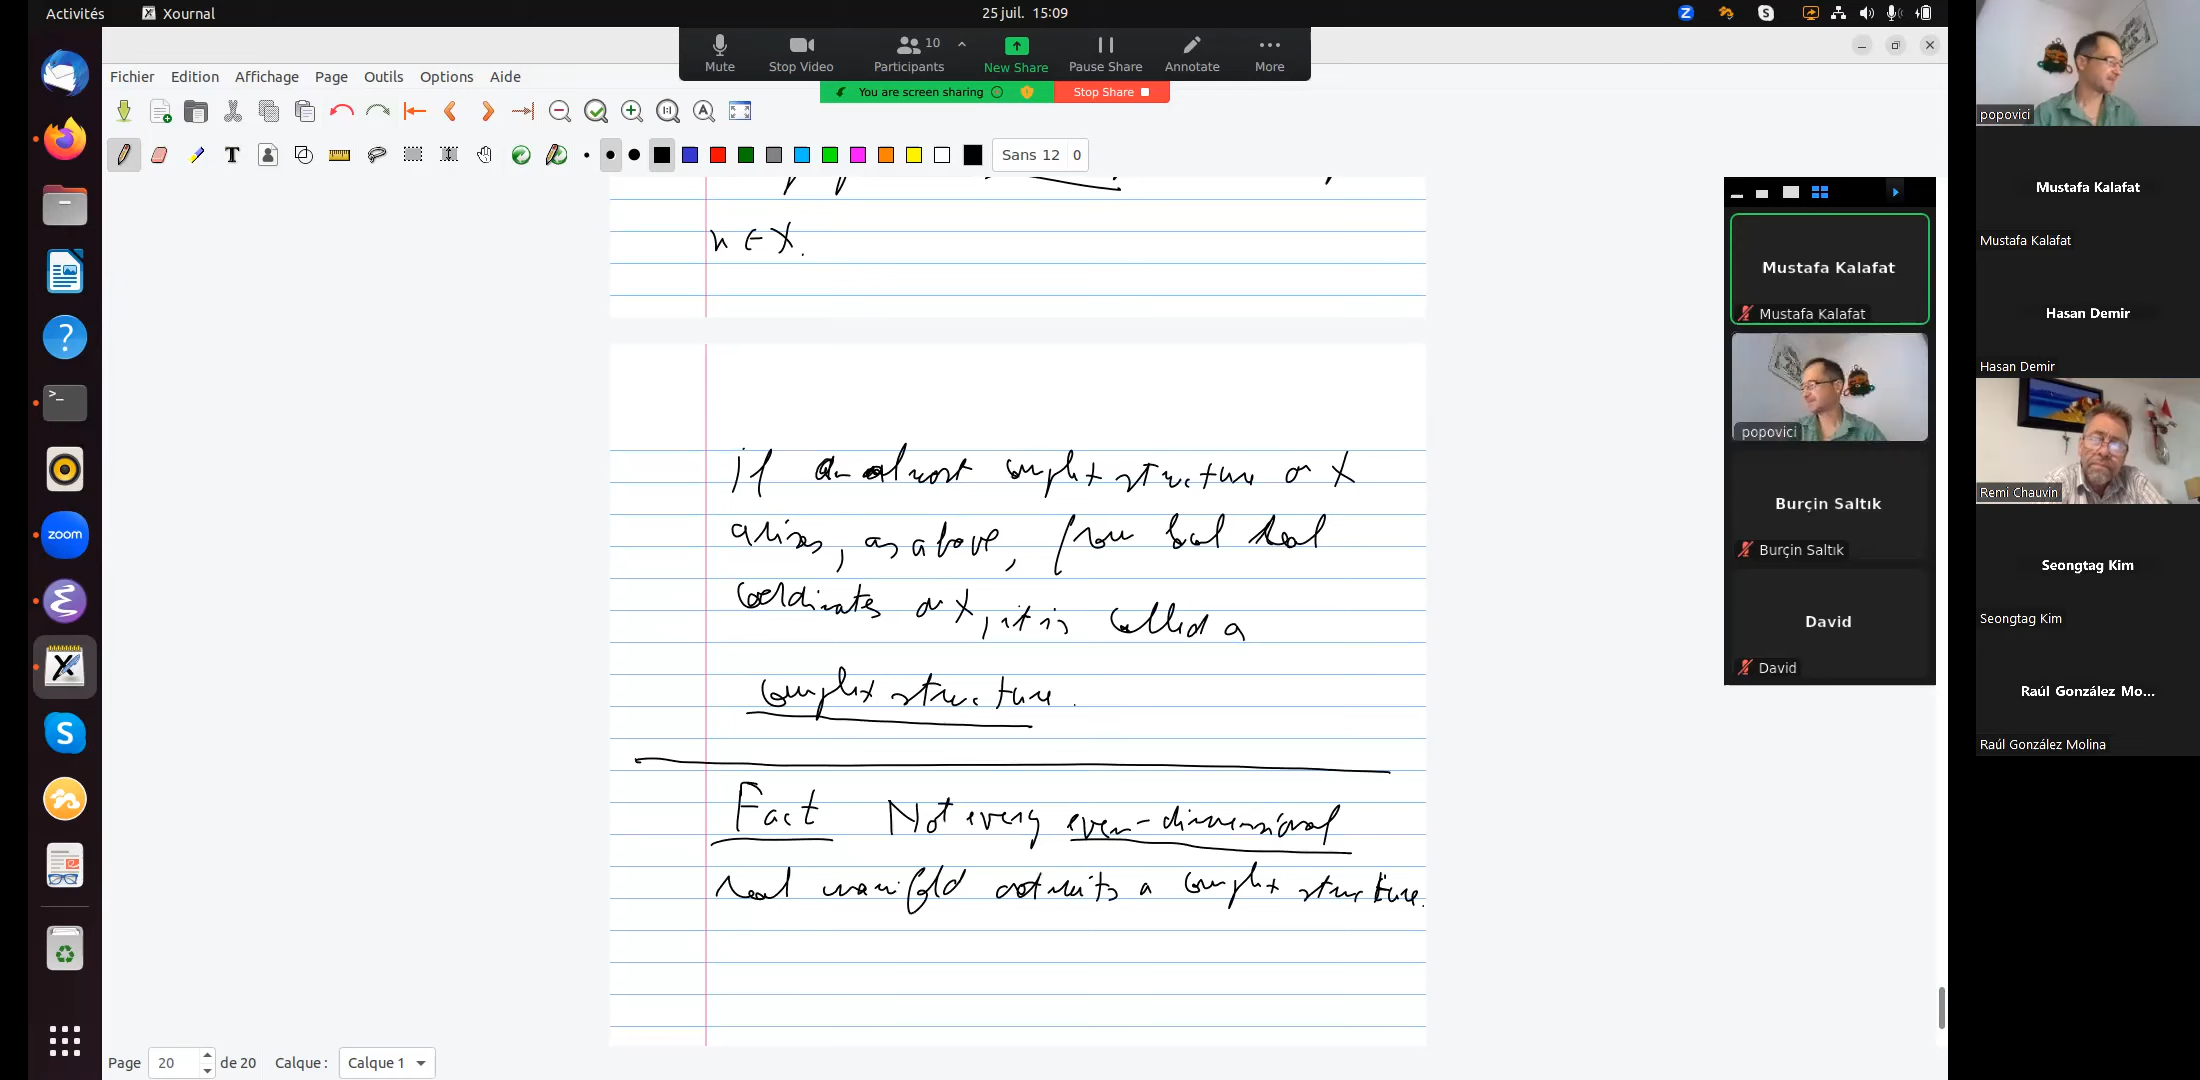 Activités Xournal 25 juil. 15:09
Mute Stop Video Participants 10 New Share Pause Share Annotate More
You are screen sharing Stop Share
Fichier Edition Affichage Page Outils Options Aide
Sans 12 0
x ∈ X.
if an almost complex structure on X
arises, as above, from local real
coordinates on X, it is called a
complex structure.
Fact Not every even-dimensional
real manifold admits a complex structure.
Page 20 de 20 Calque : Calque 1
zoom
Mustafa Kalafat
Mustafa Kalafat
popovici
Burçin Saltık
Burçin Saltık
David
David
popovici
Mustafa Kalafat
Mustafa Kalafat
Hasan Demir
Hasan Demir
Remi Chauvin
Seongtag Kim
Seongtag Kim
Raúl González Mo...
Raúl González Molina